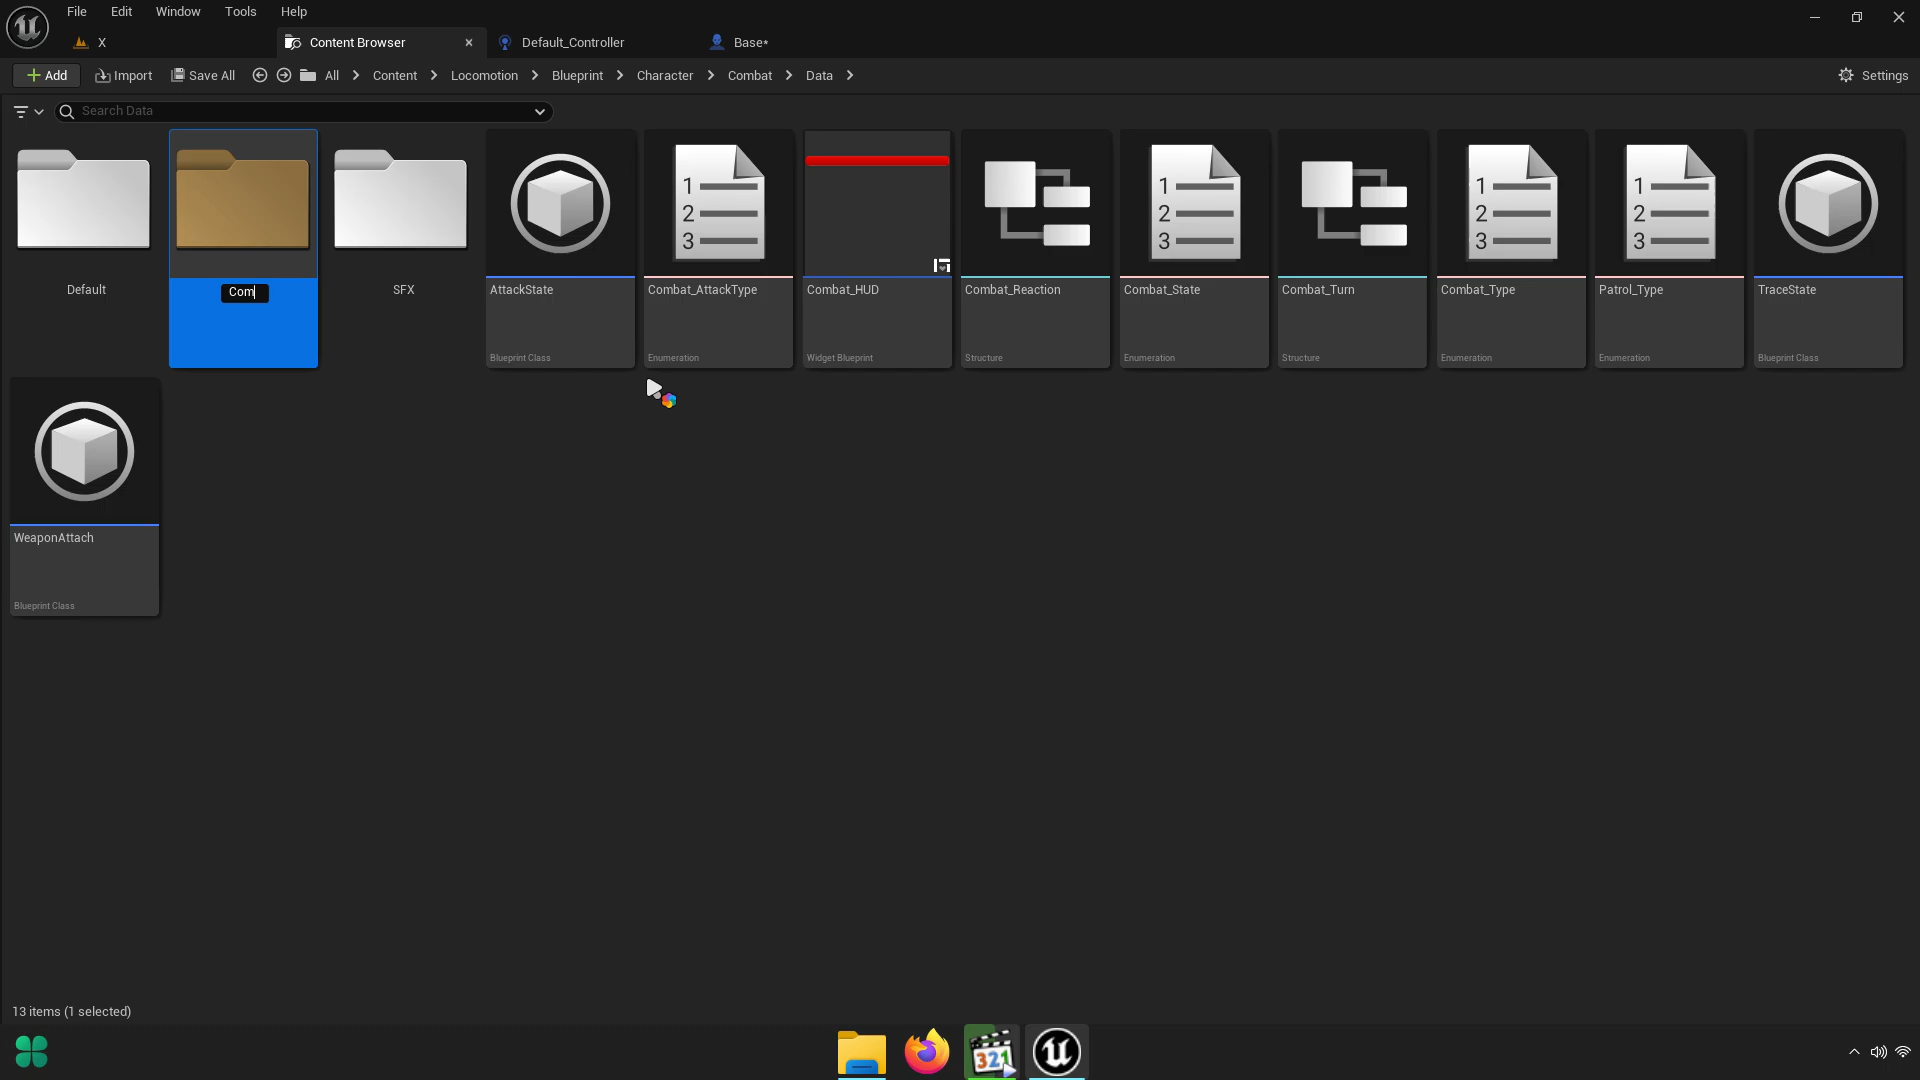 File Edit Window Tools Help
X Content Browser Default_Controller Base*
Add Import Save All All Content Locomotion Blueprint Character Combat Data Settings
Search Data
Default Com SFX AttackState Combat_AttackType Combat_HUD Combat_Reaction Combat_State Combat_Turn Combat_Type Patrol_Type TraceState
Blueprint Class Enumeration Widget Blueprint Structure Enumeration Structure Enumeration Enumeration Blueprint Class
WeaponAttach
Blueprint Class
13 items (1 selected)
321